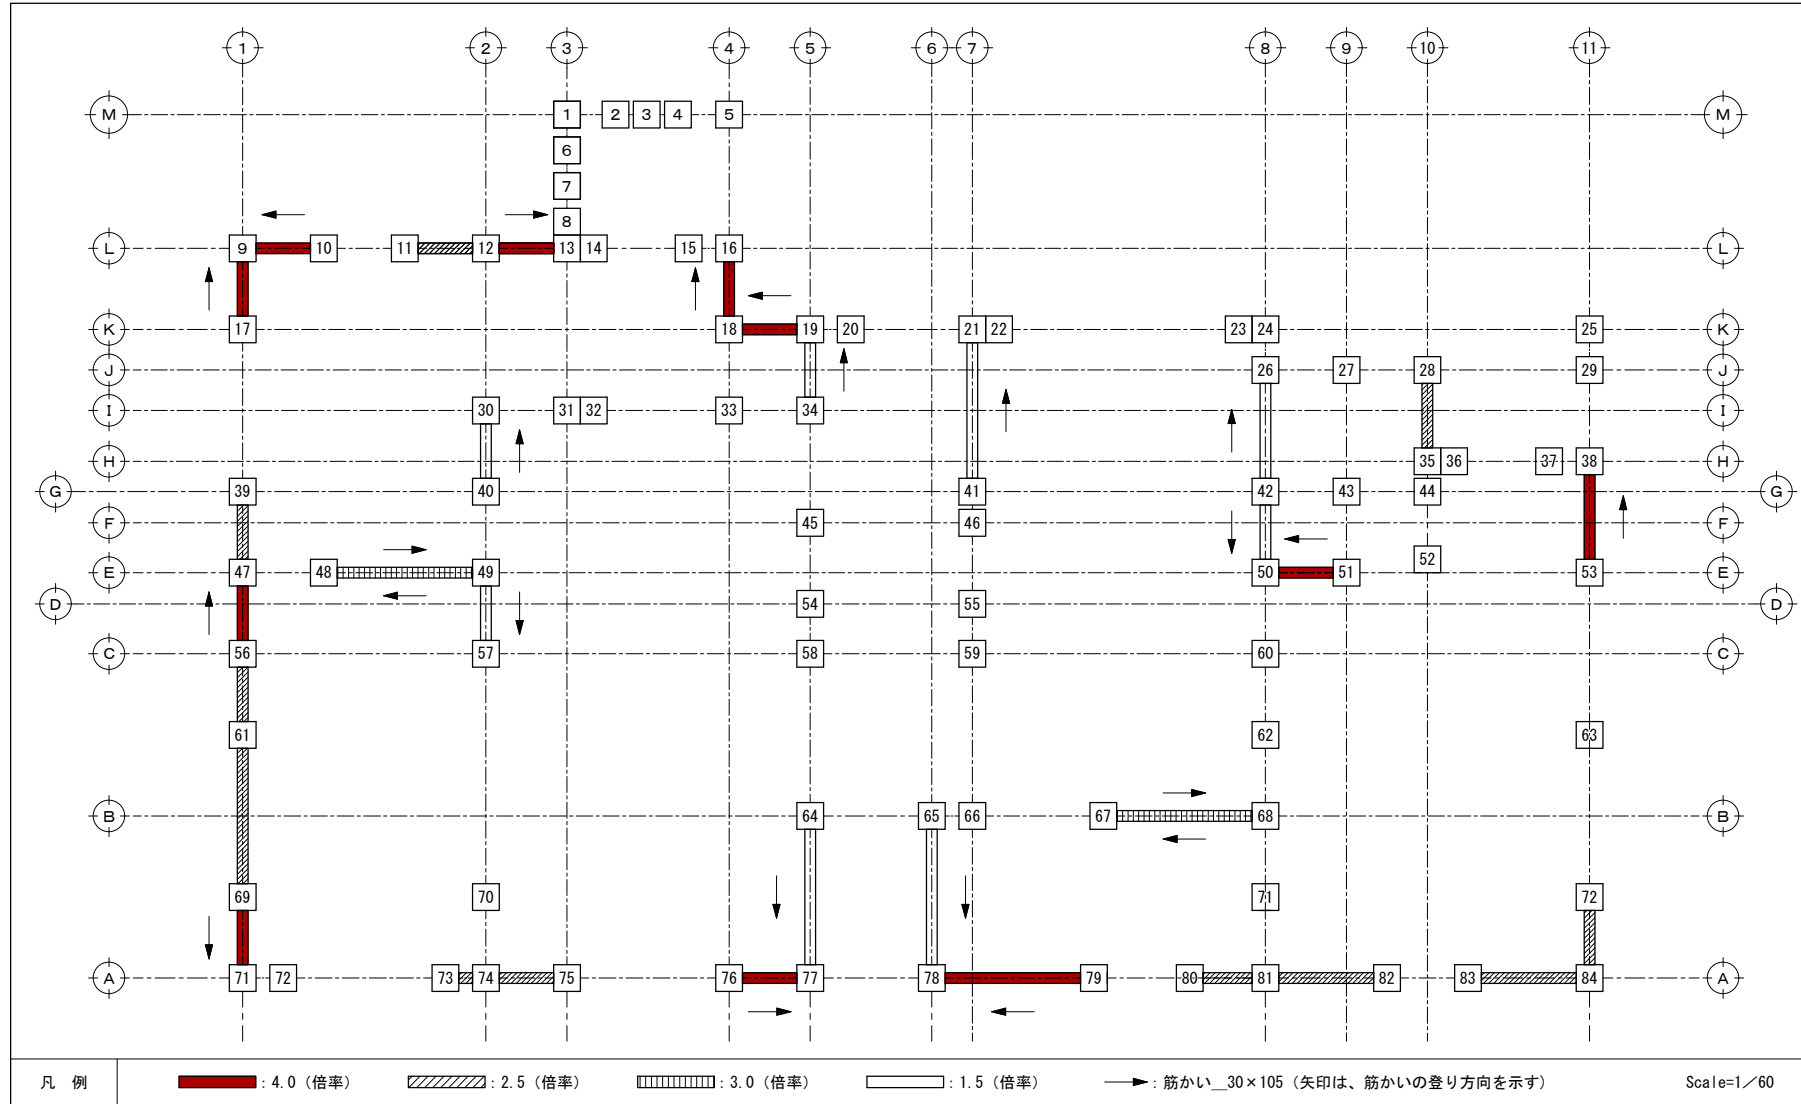 1 2 3 4 5 6 7 8 9 10 11
M 1 2 3 4 5 M
6
7
8
L 9 10 11 12 13 14 15 16 L
K 17 18 19 20 21 22 23 24 25 K
J 26 27 28 29 J
I 30 31 32 33 34 I
H 35 36 37 38 H
G 39 40 41 42 43 44 G
F 45 46 F
52
E 47 48 49 50 51 53 E
D 54 55 D
C 56 57 58 59 60 C
61 62 63
B 64 65 66 67 68 B
69 70 71 72
A 71 72 73 74 75 76 77 78 79 80 81 82 83 84 A
凡 例 : 4.0 (倍率) : 2.5 (倍率) : 3.0 (倍率) : 1.5 (倍率) : 筋かい__30×105 (矢印は、筋かいの登り方向を示す) Scale=1/60